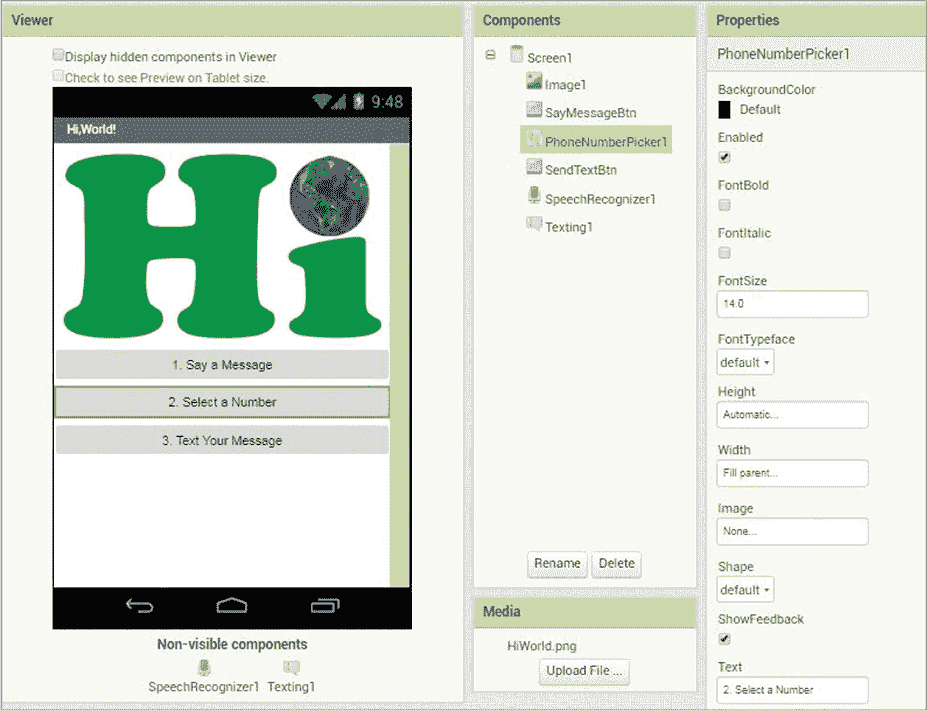 Viewer
Display hidden components in Viewer
Check to see Preview on Tablet size.
9:48
Hi,World!
Hi
1. Say a Message
2. Select a Number
3. Text Your Message
Non-visible components
SpeechRecognizer1 Texting1
Components
Screen1
Image1
SayMessageBtn
PhoneNumberPicker1
SendTextBtn
SpeechRecognizer1
Texting1
Rename Delete
Media
HiWorld.png
Upload File ...
Properties
PhoneNumberPicker1
BackgroundColor
Default
Enabled
FontBold
FontItalic
FontSize
14.0
FontTypeface
default
Height
Automatic...
Width
Fill parent...
Image
None...
Shape
default
ShowFeedback
Text
2. Select a Number